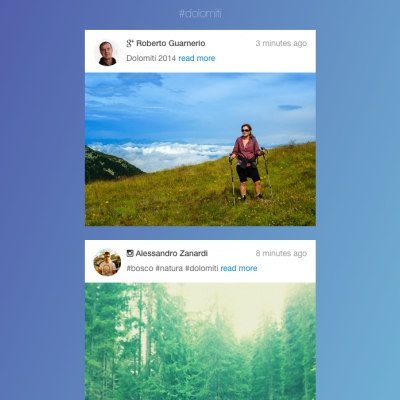 #dolomiti
g+ Roberto Guarnerio 3 minutes ago
Dolomiti 2014 read more
Alessandro Zanardi 8 minutes ago
#bosco #natura #dolomiti read more